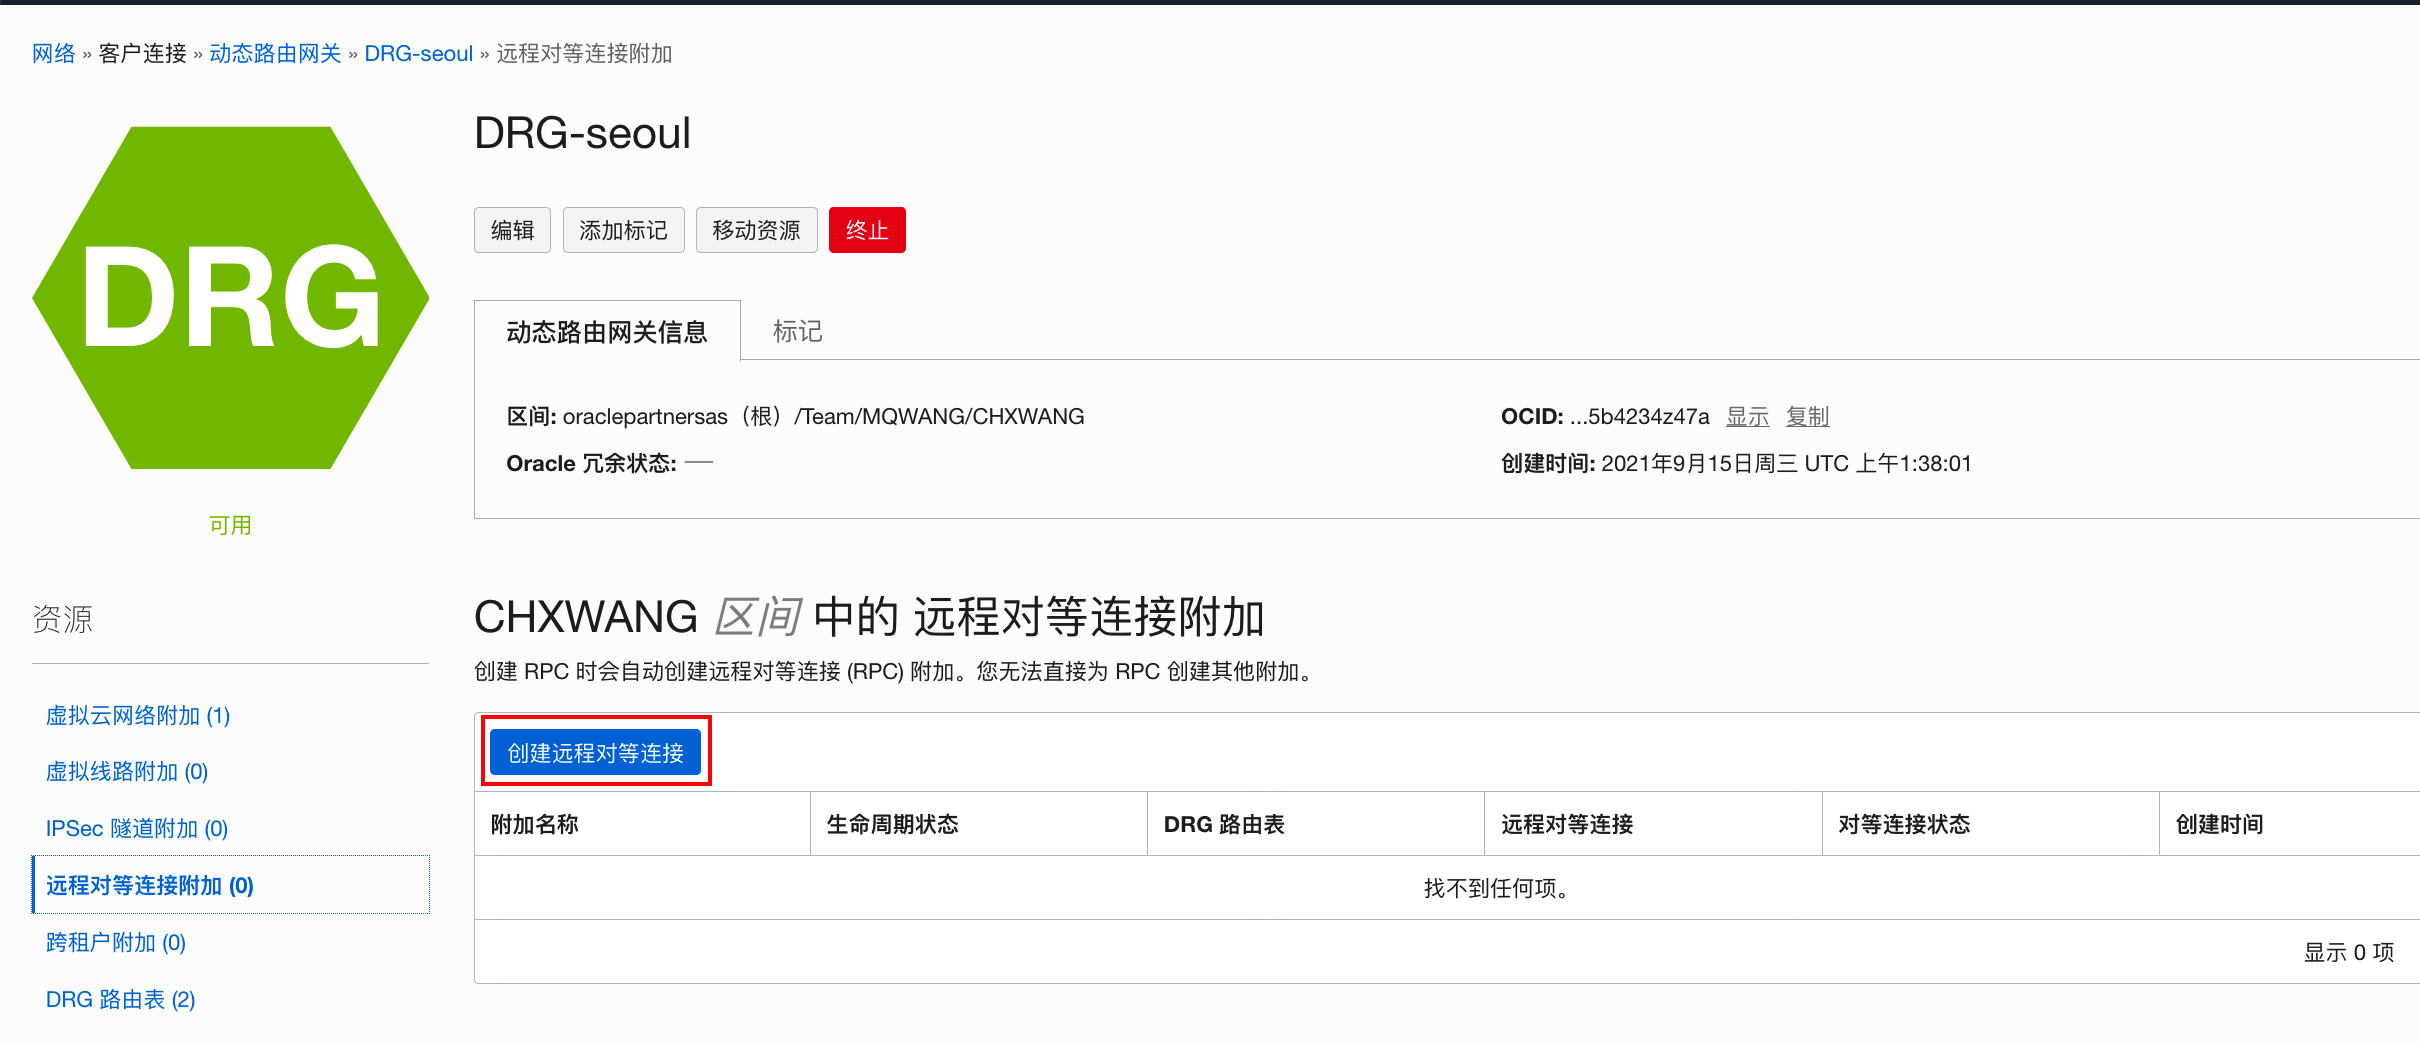 网络 » 客户连接 » 动态路由网关 » DRG-seoul » 远程对等连接附加
DRG
可用
DRG-seoul
编辑 添加标记 移动资源 终止
动态路由网关信息 标记
区间: oraclepartnersas（根）/Team/MQWANG/CHXWANG
OCID: ...5b4234z47a 显示 复制
Oracle 冗余状态: —
创建时间: 2021年9月15日周三 UTC 上午1:38:01
资源
虚拟云网络附加 (1)
虚拟线路附加 (0)
IPSec 隧道附加 (0)
远程对等连接附加 (0)
跨租户附加 (0)
DRG 路由表 (2)
CHXWANG 区间 中的 远程对等连接附加
创建 RPC 时会自动创建远程对等连接 (RPC) 附加。您无法直接为 RPC 创建其他附加。
创建远程对等连接
附加名称 生命周期状态 DRG 路由表 远程对等连接 对等连接状态 创建时间
找不到任何项。
显示 0 项